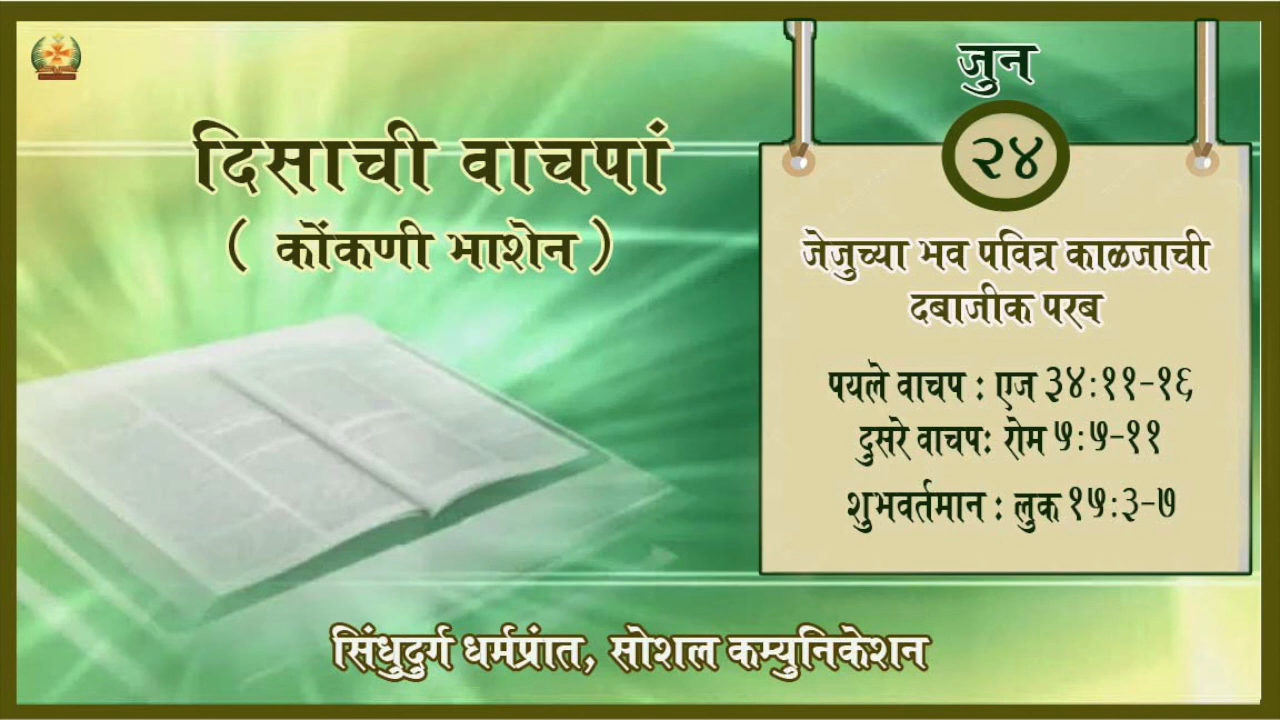 दिसाची वाचपां
( कोंकणी भाशेन )
जुन
२४
जेजुच्या भव पवित्र काळजाची
दबाजीक परब
पयले वाचप : एज ३४:११-१६
दुसरे वाचप: रोम ५:७-११
शुभवर्तमान : लुक १५:३-७
सिंधुदुर्ग धर्मप्रांत, सोशल कम्युनिकेशन